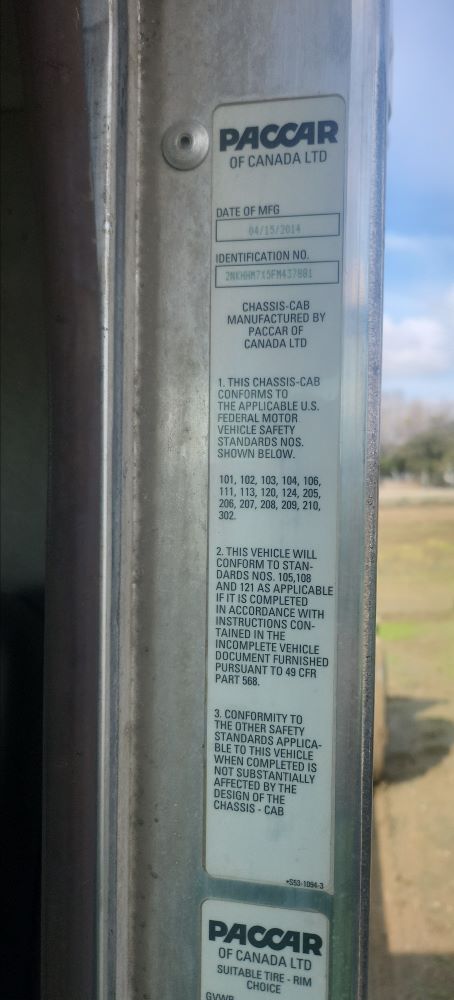 PACCAR
OF CANADA LTD
DATE OF MFG
04/15/2014
IDENTIFICATION NO.
CHASSIS-CAB
MANUFACTURED BY
PACCAR OF
CANADA LTD
1. THIS CHASSIS-CAB
CONFORMS TO
THE APPLICABLE U.S.
FEDERAL MOTOR
VEHICLE SAFETY
STANDARDS NOS.
SHOWN BELOW.
101, 102, 103, 104, 106,
111, 113, 120, 124, 205,
206, 207, 208, 209, 210,
302.
2. THIS VEHICLE WILL
CONFORM TO STAN-
DARDS NOS. 105,108
AND 121 AS APPLICABLE
IF IT IS COMPLETED
IN ACCORDANCE WITH
INSTRUCTIONS CON-
TAINED IN THE
INCOMPLETE VEHICLE
DOCUMENT FURNISHED
PURSUANT TO 49 CFR
PART 568.
3. CONFORMITY TO
THE OTHER SAFETY
STANDARDS APPLICA-
BLE TO THIS VEHICLE
WHEN COMPLETED IS
NOT SUBSTANTIALLY
AFFECTED BY THE
DESIGN OF THE
CHASSIS - CAB
•S53-1094-3
PACCAR
OF CANADA LTD
SUITABLE TIRE - RIM
CHOICE
GVWR